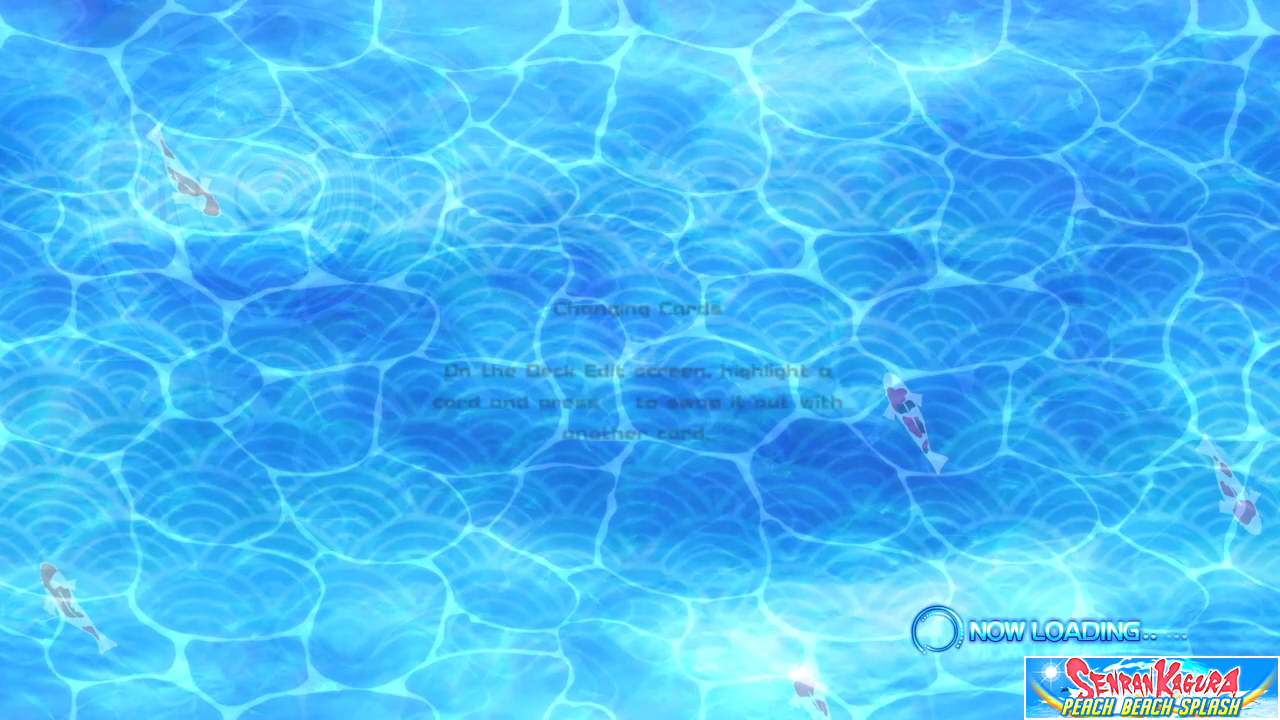 Changing Cards
On the Deck Edit screen, highlight a
card and press to swap it out with
another card.
NOW LOADING.. ...
SENRAN KAGURA
PEACH BEACH SPLASH